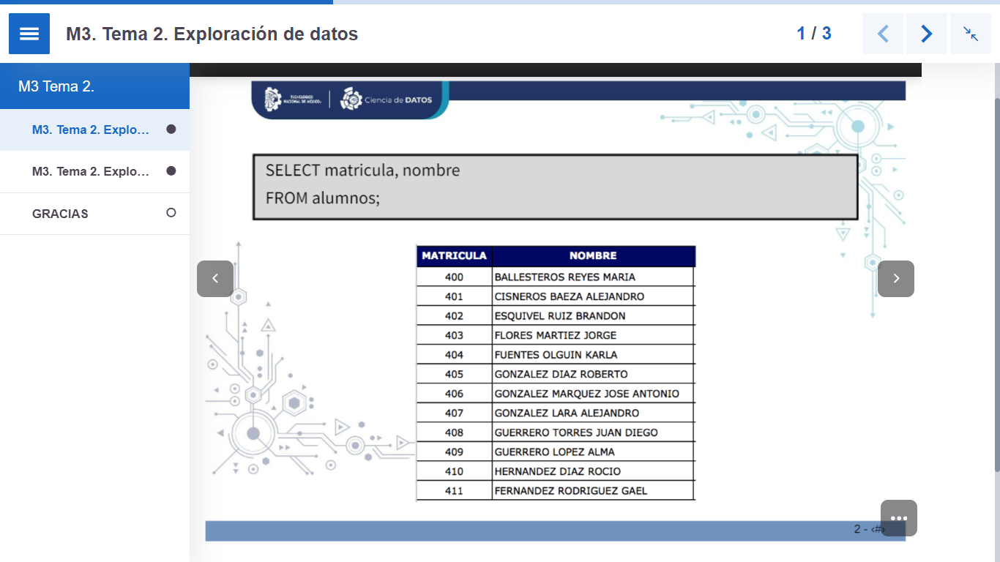 M3. Tema 2. Exploración de datos
1 / 3
M3 Tema 2.
M3. Tema 2. Explo...
M3. Tema 2. Explo...
GRACIAS
TECNOLÓGICO
NACIONAL DE MÉXICO
Ciencia de DATOS
SELECT matricula, nombre
FROM alumnos;
MATRICULA NOMBRE
400 BALLESTEROS REYES MARIA
401 CISNEROS BAEZA ALEJANDRO
402 ESQUIVEL RUIZ BRANDON
403 FLORES MARTIEZ JORGE
404 FUENTES OLGUIN KARLA
405 GONZALEZ DIAZ ROBERTO
406 GONZALEZ MARQUEZ JOSE ANTONIO
407 GONZALEZ LARA ALEJANDRO
408 GUERRERO TORRES JUAN DIEGO
409 GUERRERO LOPEZ ALMA
410 HERNANDEZ DIAZ ROCIO
411 FERNANDEZ RODRIGUEZ GAEL
2 - ‹#›